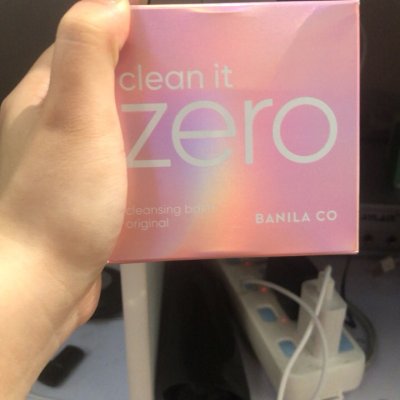 clean it
zero
cleansing balm
original
BANILA CO